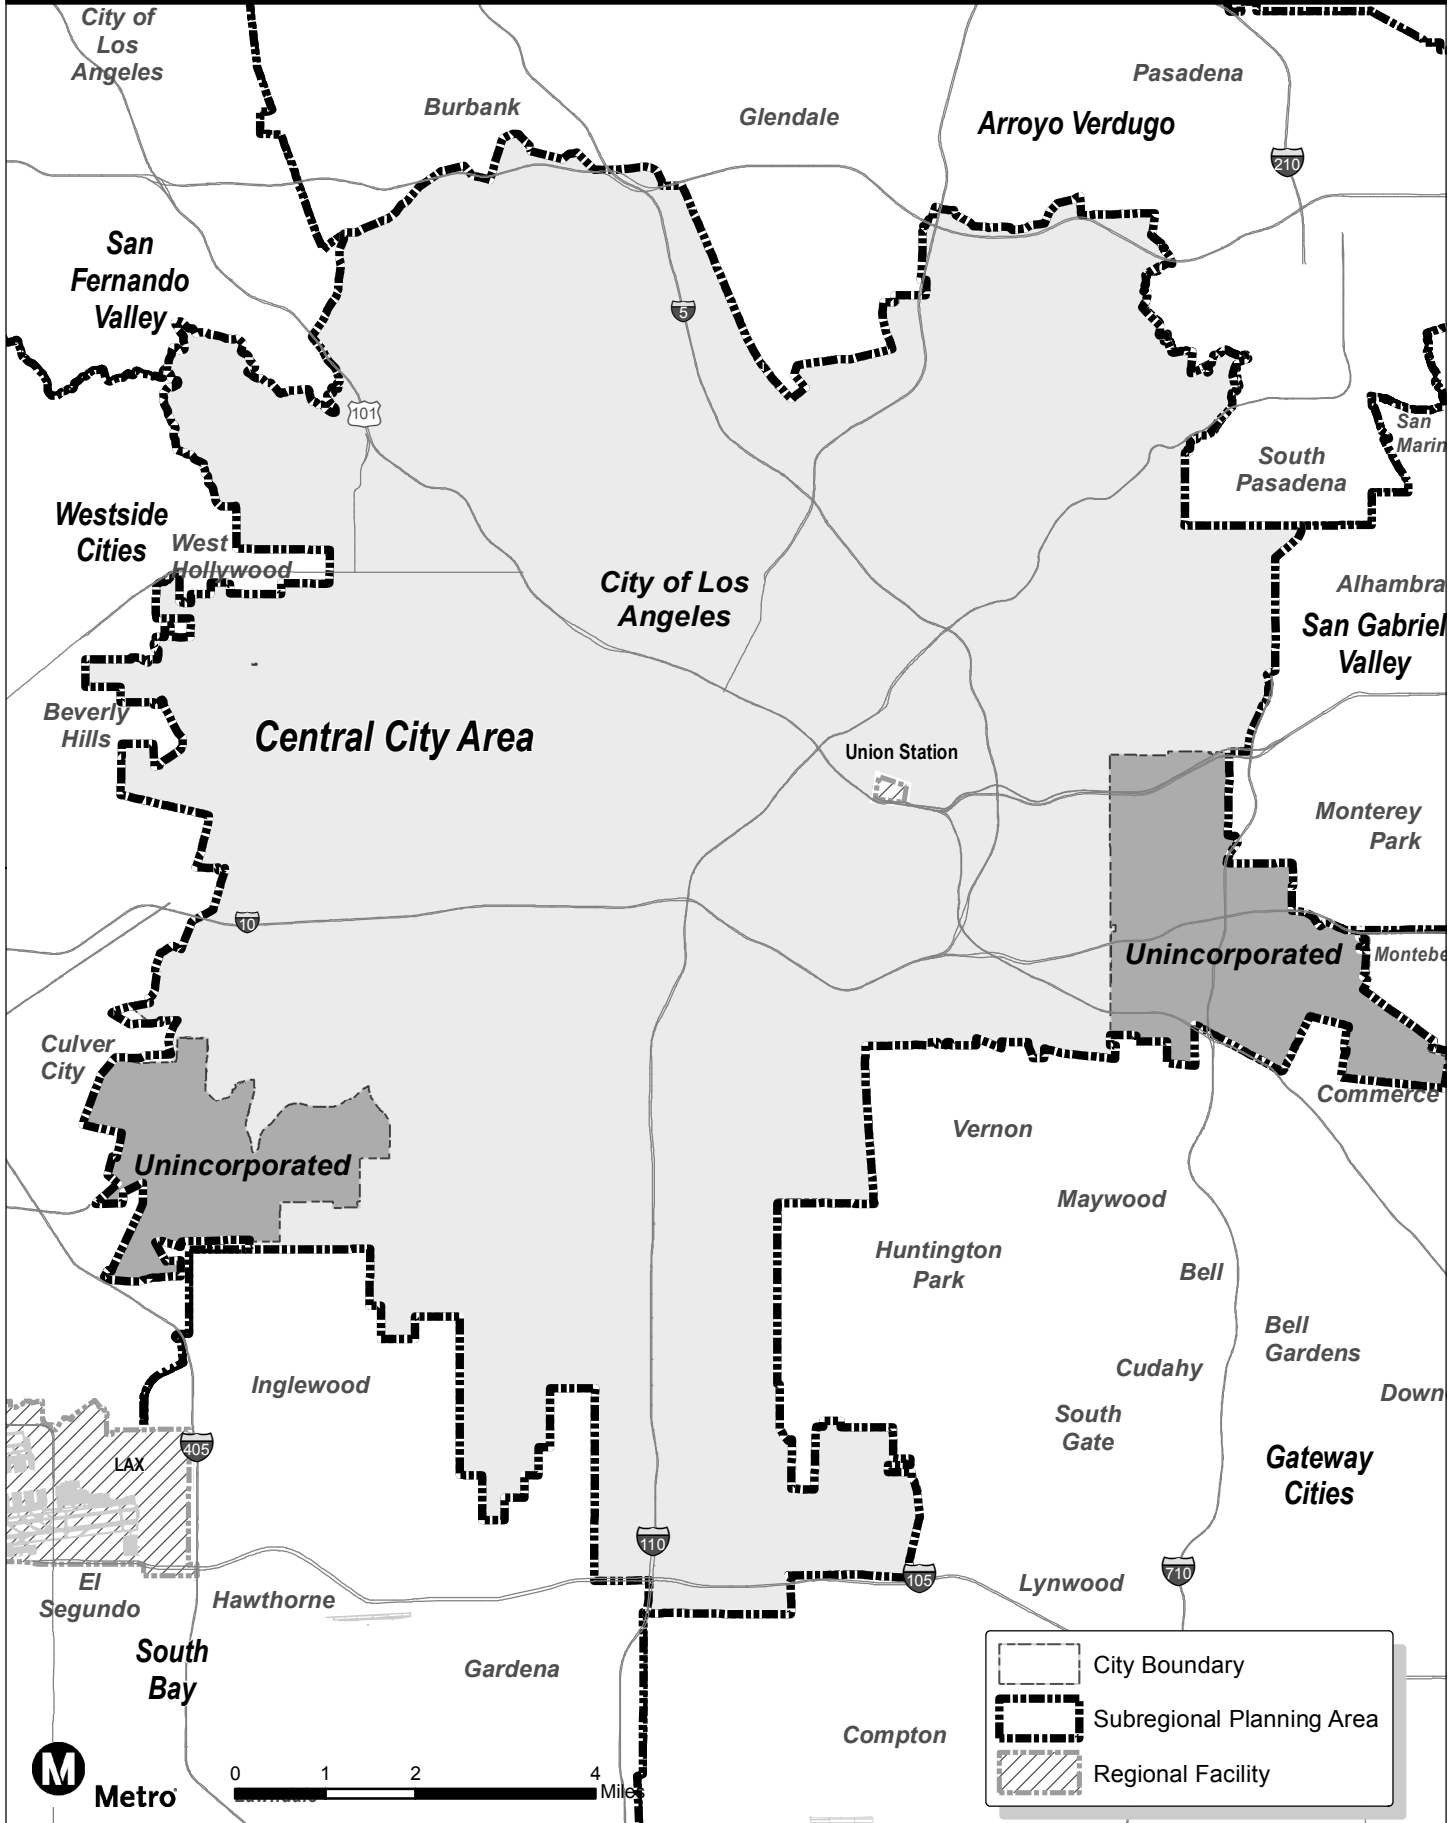 City of
Los
Angeles
Burbank
Glendale
Pasadena
Arroyo Verdugo
210
San
Fernando
Valley
5
101
San
Marin
South
Pasadena
Westside
Cities
West
Hollywood
City of Los
Angeles
Alhambra
San Gabriel
Valley
Beverly
Hills
Central City Area
Union Station
Monterey
Park
10
Unincorporated
Montebe
Culver
City
Commerce
Vernon
Unincorporated
Maywood
Huntington
Park
Bell
Bell
Gardens
Inglewood
Cudahy
Down
South
Gate
405
LAX
Gateway
Cities
110
105
710
El
Segundo
Hawthorne
Lynwood
South
Bay
Gardena
City Boundary
Subregional Planning Area
Regional Facility
Compton
M
Metro
0 1 2 4
Miles